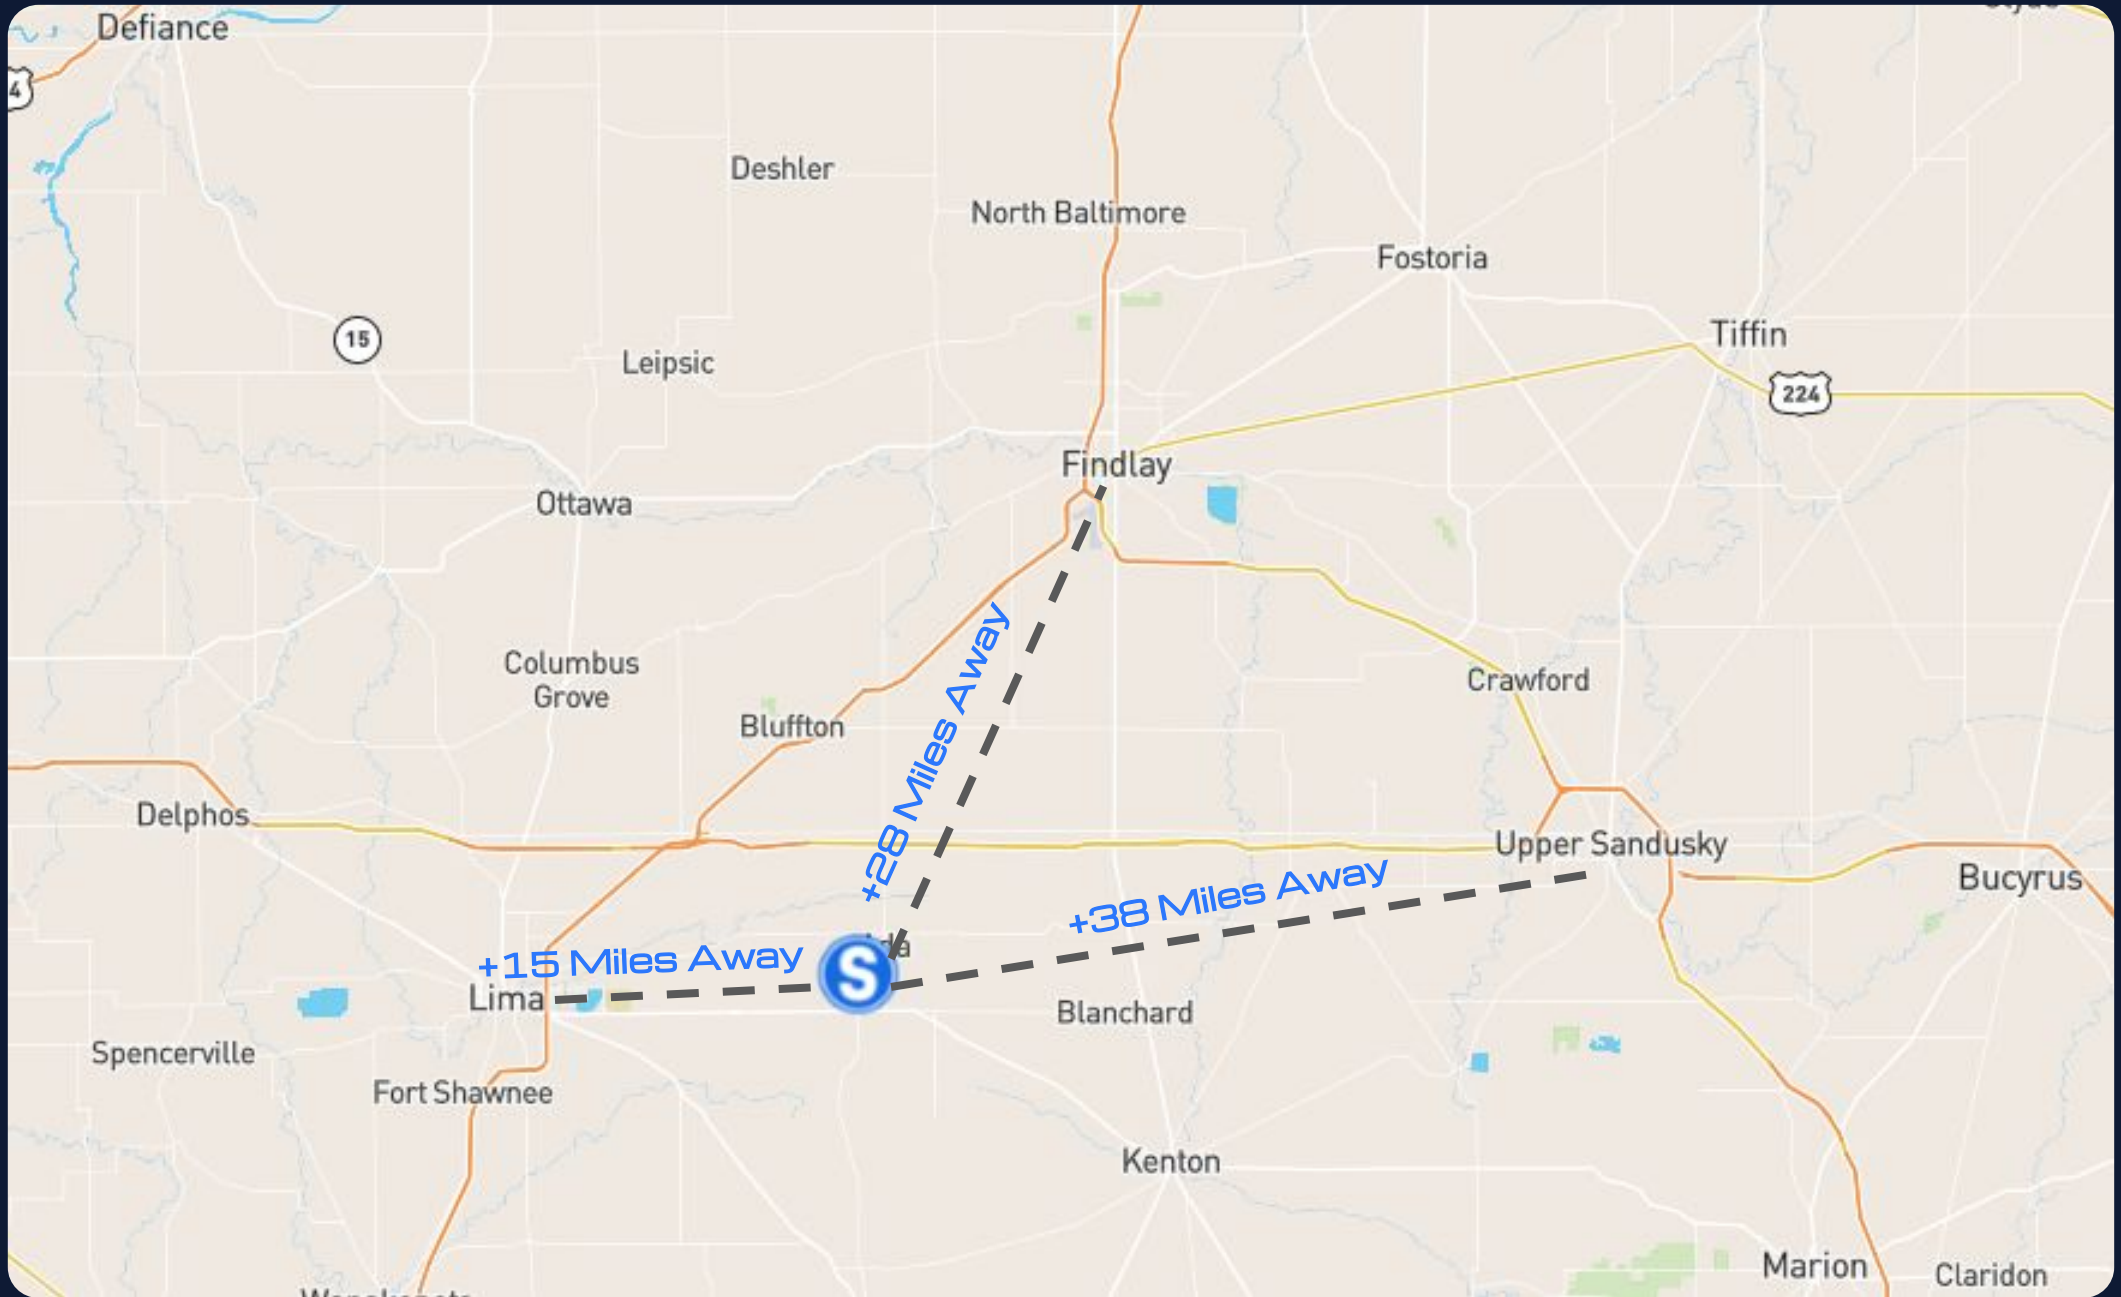 Defiance
4
Deshler
North Baltimore
Fostoria
15
Tiffin
Leipsic
224
Findlay
Ottawa
Columbus
Grove
Bluffton
Crawford
+28 Miles Away
Delphos
Upper Sandusky
Bucyrus
+38 Miles Away
+15 Miles Away
S
Lima
Blanchard
Spencerville
Fort Shawnee
Kenton
Marion
Claridon